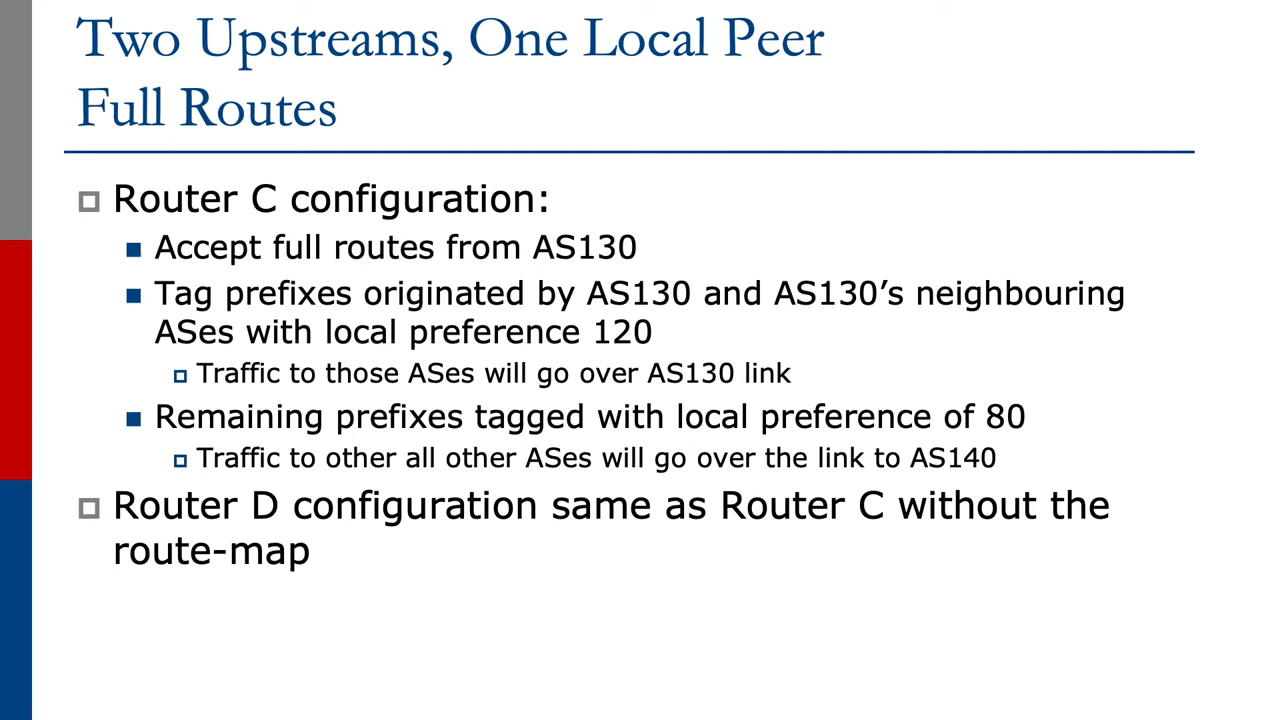 Two Upstreams, One Local Peer
Full Routes
Router C configuration:
Accept full routes from AS130
Tag prefixes originated by AS130 and AS130’s neighbouring
ASes with local preference 120
Traffic to those ASes will go over AS130 link
Remaining prefixes tagged with local preference of 80
Traffic to other all other ASes will go over the link to AS140
Router D configuration same as Router C without the
route-map